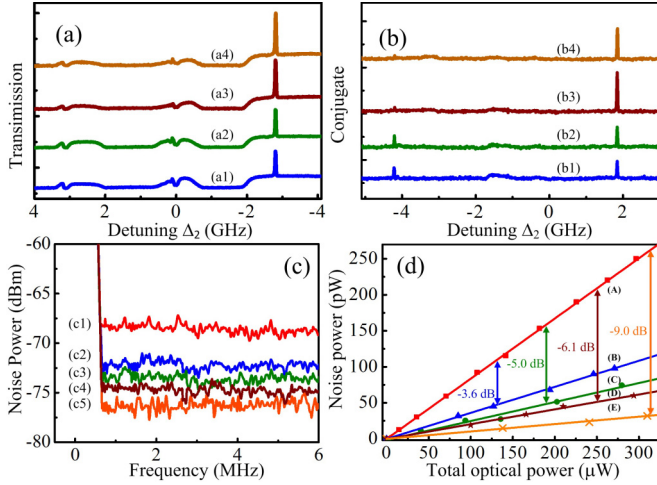 (a)
(a4)
(a3)
(a2)
(a1)
Transmission
4 2 0 -2 -4
Detuning Δ2 (GHz)
(b)
(b4)
(b3)
(b2)
(b1)
Conjugate
-4 -2 0 2
Detuning Δ2 (GHz)
-60
-65
-70
-75
-80
Noise Power (dBm)
(c)
(c1)
(c2)
(c3)
(c4)
(c5)
0 2 4 6
Frequency (MHz)
250
200
150
100
50
0
Noise power (pW)
(d)
(A)
(B)
(C)
(D)
(E)
-3.6 dB
-5.0 dB
-6.1 dB
-9.0 dB
0 50 100 150 200 250 300
Total optical power (μW)